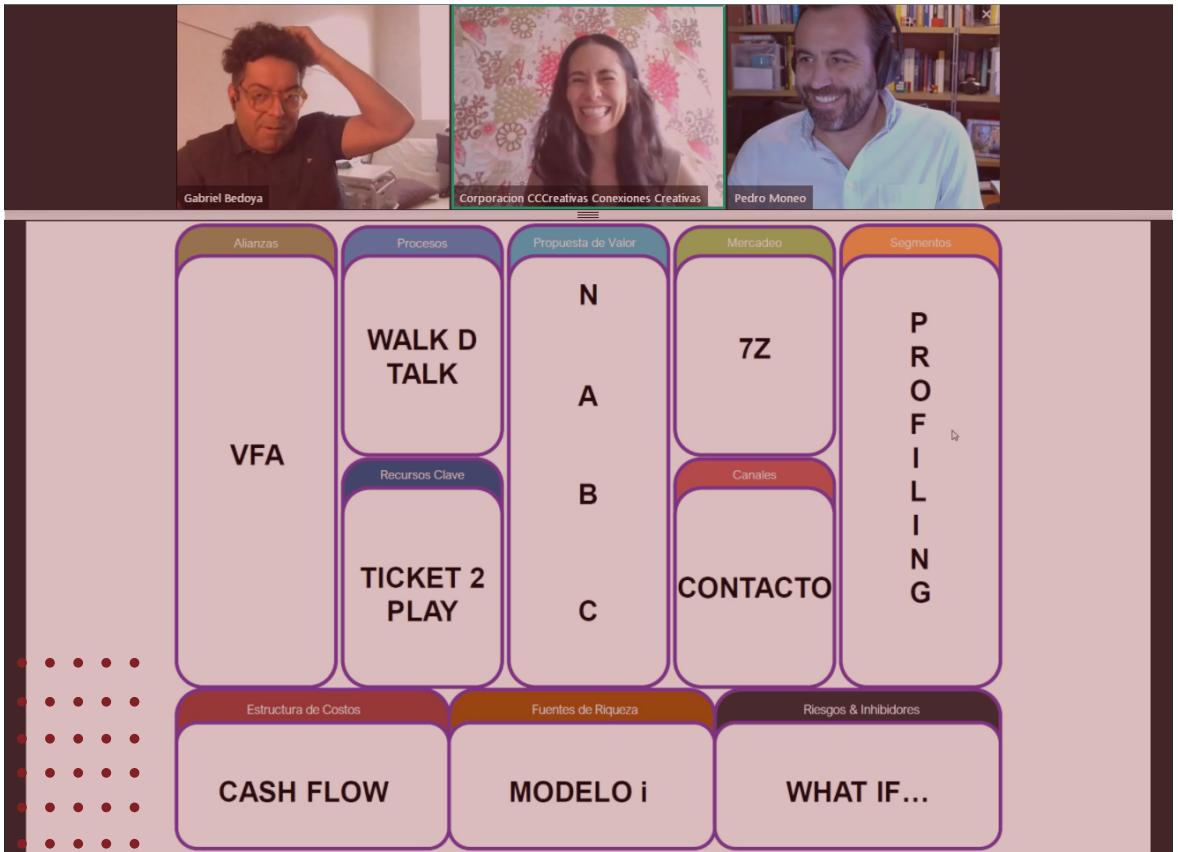 Gabriel Bedoya
Corporacion CCCreativas Conexiones Creativas
Pedro Moneo
Alianzas
VFA
Procesos
WALK D
TALK
Recursos Clave
TICKET 2
PLAY
Propuesta de Valor
N
A
B
C
Mercadeo
7Z
Canales
CONTACTO
Segmentos
P
R
O
F
I
L
I
N
G
Estructura de Costos
CASH FLOW
Fuentes de Riqueza
MODELO i
Riesgos & Inhibidores
WHAT IF...